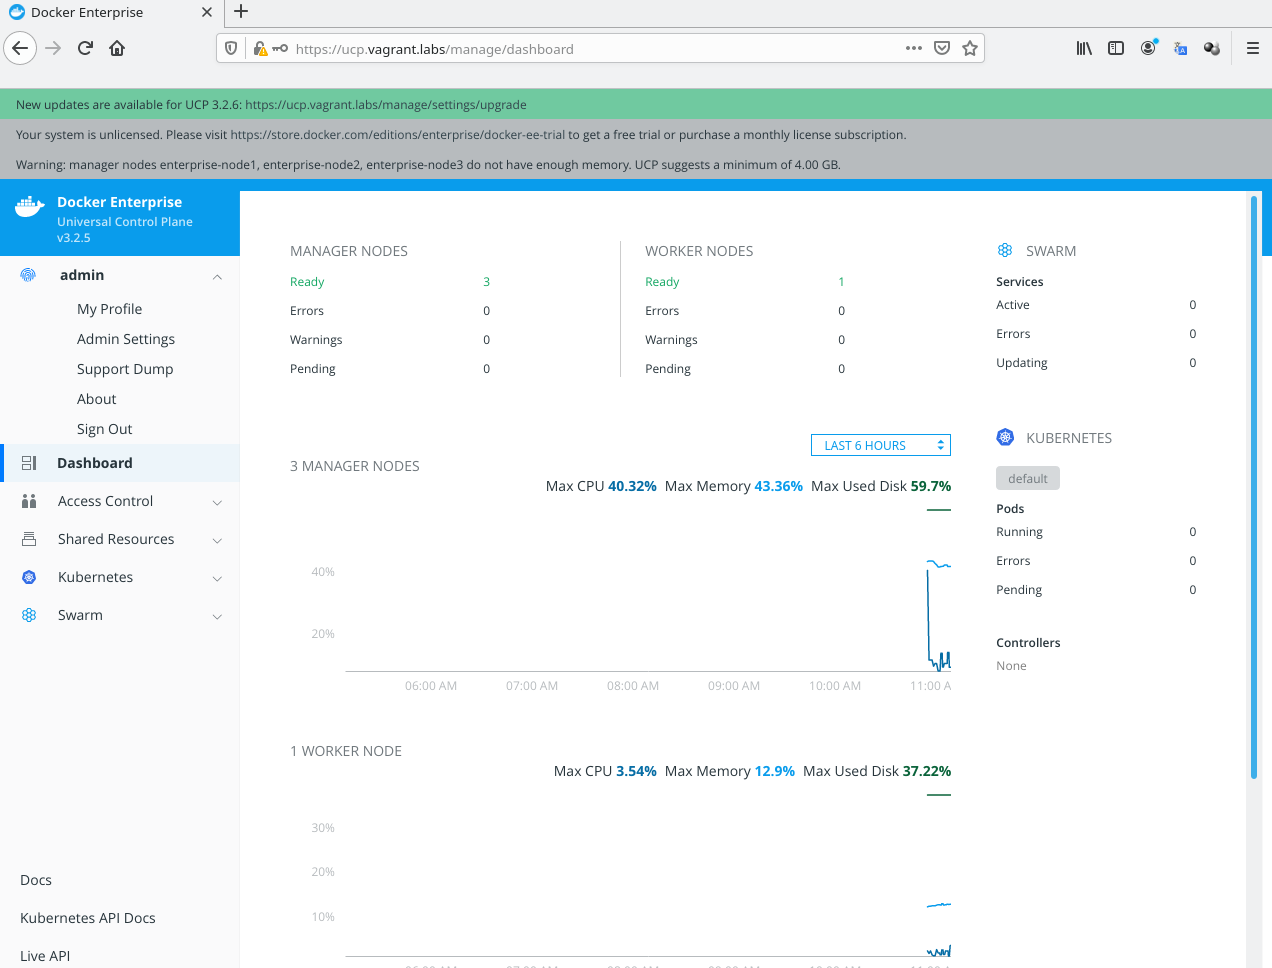 Docker Enterprise
https://ucp.vagrant.labs/manage/dashboard
New updates are available for UCP 3.2.6: https://ucp.vagrant.labs/manage/settings/upgrade
Your system is unlicensed. Please visit https://store.docker.com/editions/enterprise/docker-ee-trial to get a free trial or purchase a monthly license subscription.
Warning: manager nodes enterprise-node1, enterprise-node2, enterprise-node3 do not have enough memory. UCP suggests a minimum of 4.00 GB.
Docker Enterprise
Universal Control Plane
v3.2.5
admin
My Profile
Admin Settings
Support Dump
About
Sign Out
Dashboard
Access Control
Shared Resources
Kubernetes
Swarm
Docs
Kubernetes API Docs
Live API
MANAGER NODES
Ready 3
Errors 0
Warnings 0
Pending 0
WORKER NODES
Ready 1
Errors 0
Warnings 0
Pending 0
SWARM
Services
Active 0
Errors 0
Updating 0
KUBERNETES
default
Pods
Running 0
Errors 0
Pending 0
Controllers
None
LAST 6 HOURS
3 MANAGER NODES
Max CPU 40.32% Max Memory 43.36% Max Used Disk 59.7%
40%
20%
06:00 AM 07:00 AM 08:00 AM 09:00 AM 10:00 AM 11:00 A
1 WORKER NODE
Max CPU 3.54% Max Memory 12.9% Max Used Disk 37.22%
30%
20%
10%